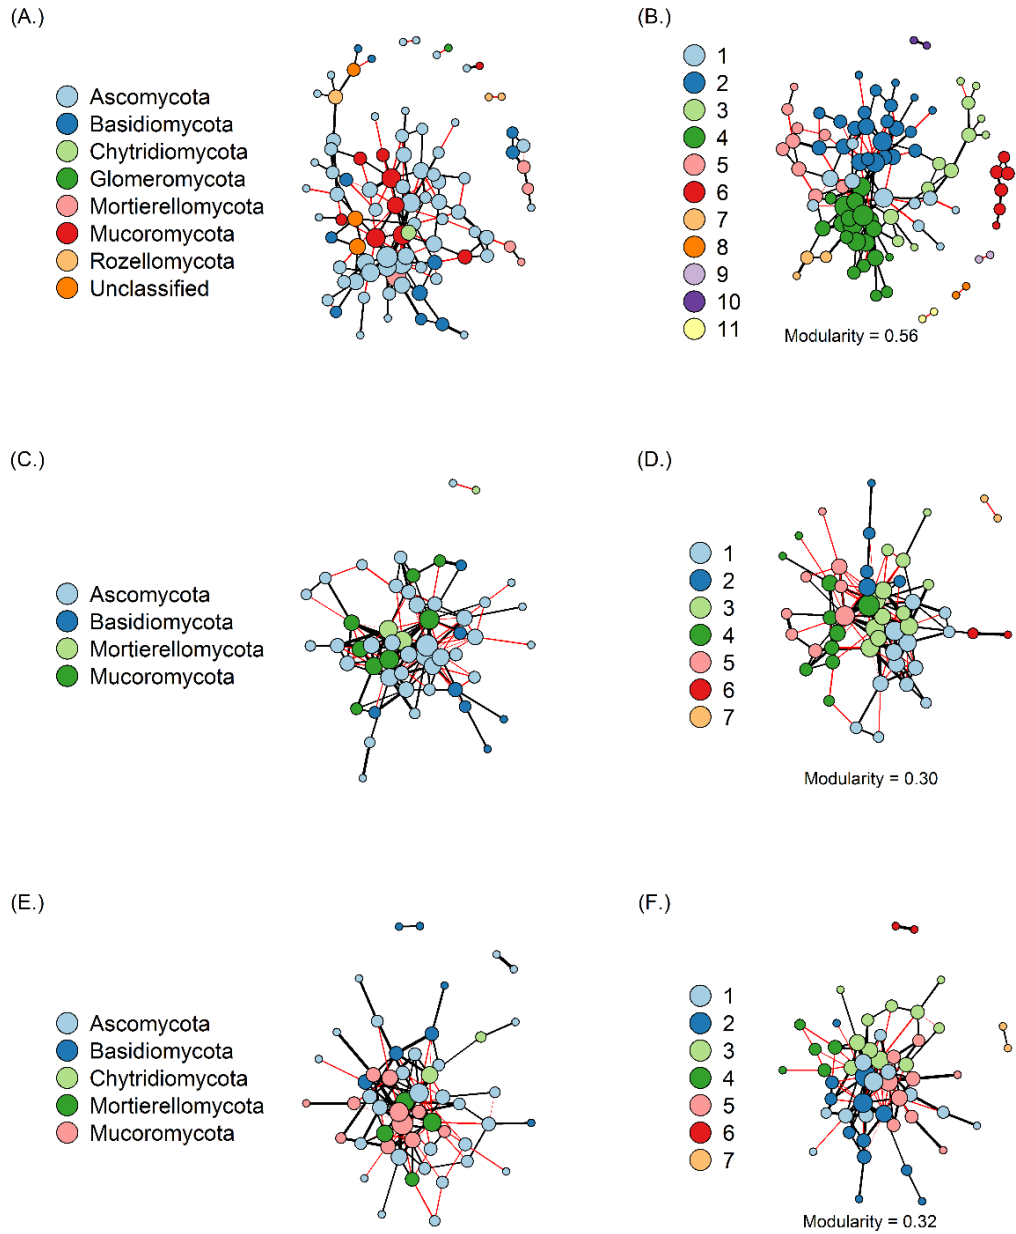 (A.)
Ascomycota
Basidiomycota
Chytridiomycota
Glomeromycota
Mortierellomycota
Mucoromycota
Rozellomycota
Unclassified
(B.)
1
2
3
4
5
6
7
8
9
10
11
Modularity = 0.56
(C.)
Ascomycota
Basidiomycota
Mortierellomycota
Mucoromycota
(D.)
1
2
3
4
5
6
7
Modularity = 0.30
(E.)
Ascomycota
Basidiomycota
Chytridiomycota
Mortierellomycota
Mucoromycota
(F.)
1
2
3
4
5
6
7
Modularity = 0.32